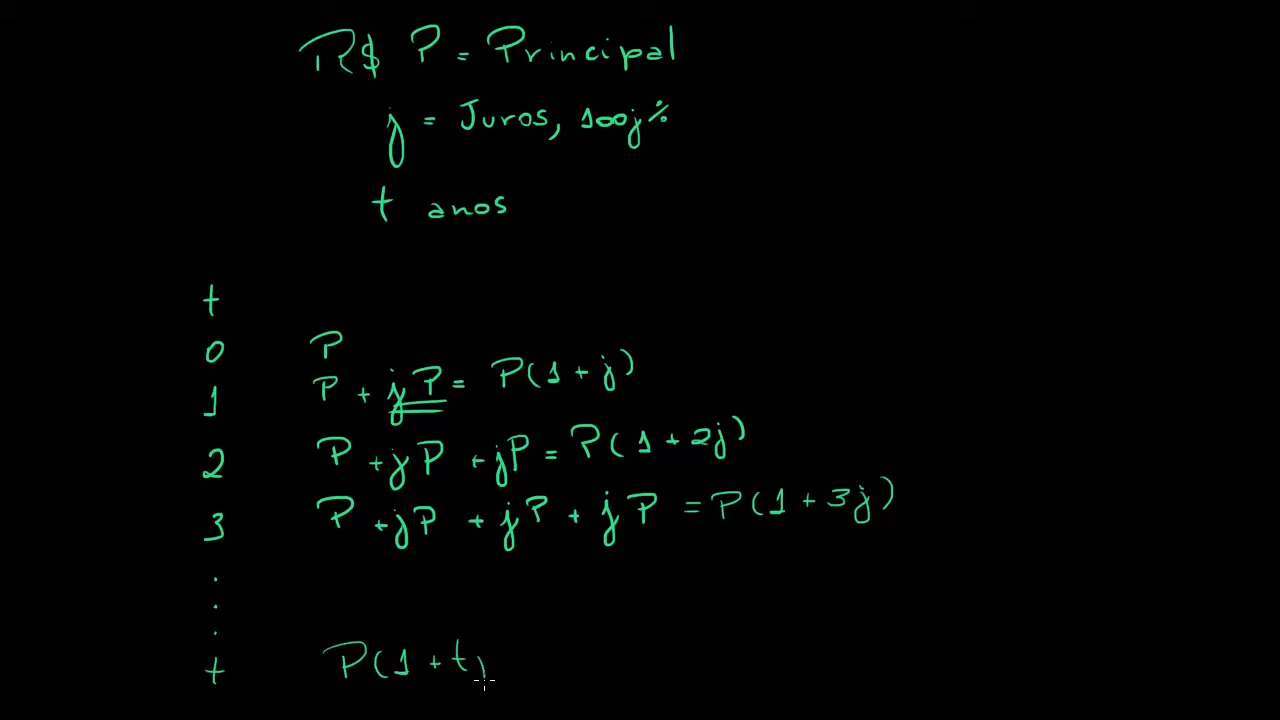 R$ P = Principal
j = Juros, 100j%
t anos
t
0 P
1 P + jP = P(1 + j)
2 P + jP + jP = P(1 + 2j)
3 P + jP + jP + jP = P(1 + 3j)
.
.
.
t P(1 + t)